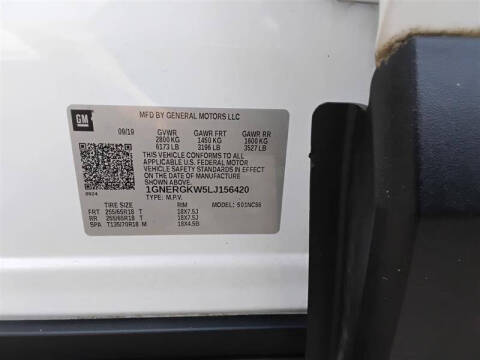 GM
MFD BY GENERAL MOTORS LLC
09/19 GVWR GAWR FRT GAWR RR
2800 KG 1450 KG 1600 KG
6173 LB 3196 LB 3527 LB
THIS VEHICLE CONFORMS TO ALL
APPLICABLE U.S. FEDERAL MOTOR
VEHICLE SAFETY STANDARDS IN EFFECT
ON THE DATE OF MANUFACTURE
SHOWN ABOVE.
1GNERGKW5LJ156420
TYPE: M.P.V.
TIRE SIZE RIM MODEL:
FRT 255/65R18 T 18X7.5J
RR 255/65R18 T 18X7.5J
SPA T135/70R18 M 18X4.5B